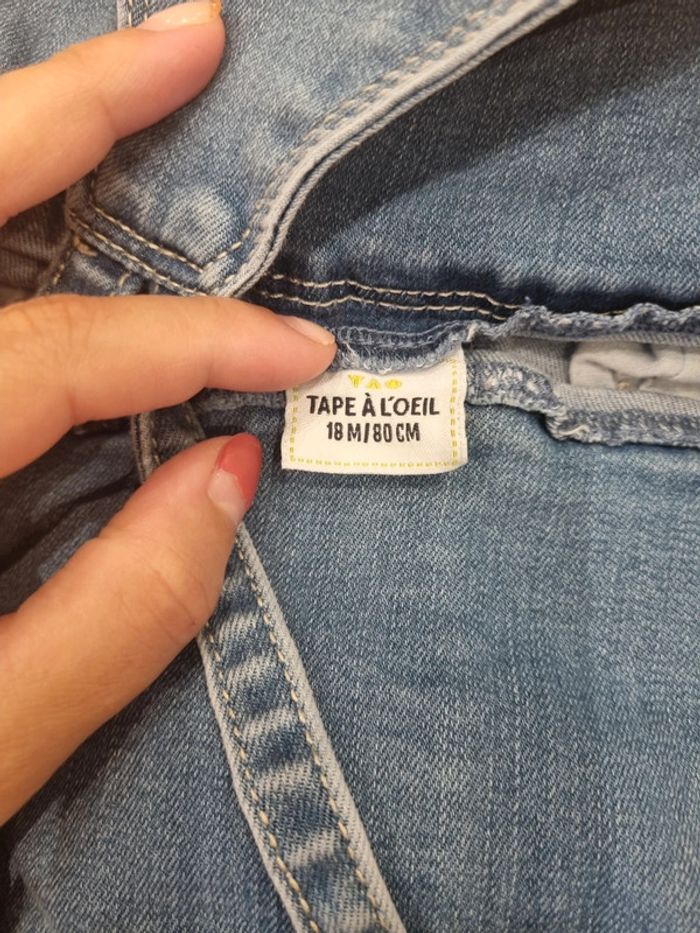 TAO
TAPE À L'OEIL
18 M/80 CM